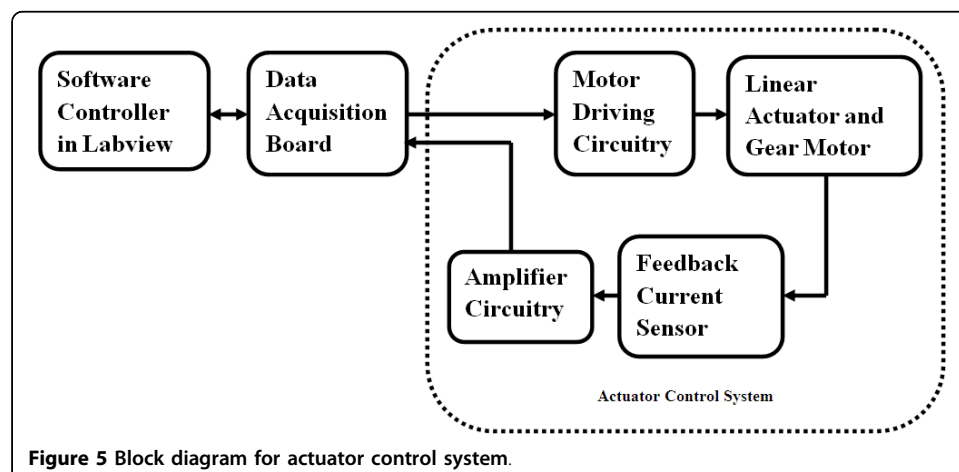 Software
Controller
in Labview
Data
Acquisition
Board
Motor
Driving
Circuitry
Linear
Actuator and
Gear Motor
Amplifier
Circuitry
Feedback
Current
Sensor
Actuator Control System
Figure 5 Block diagram for actuator control system.